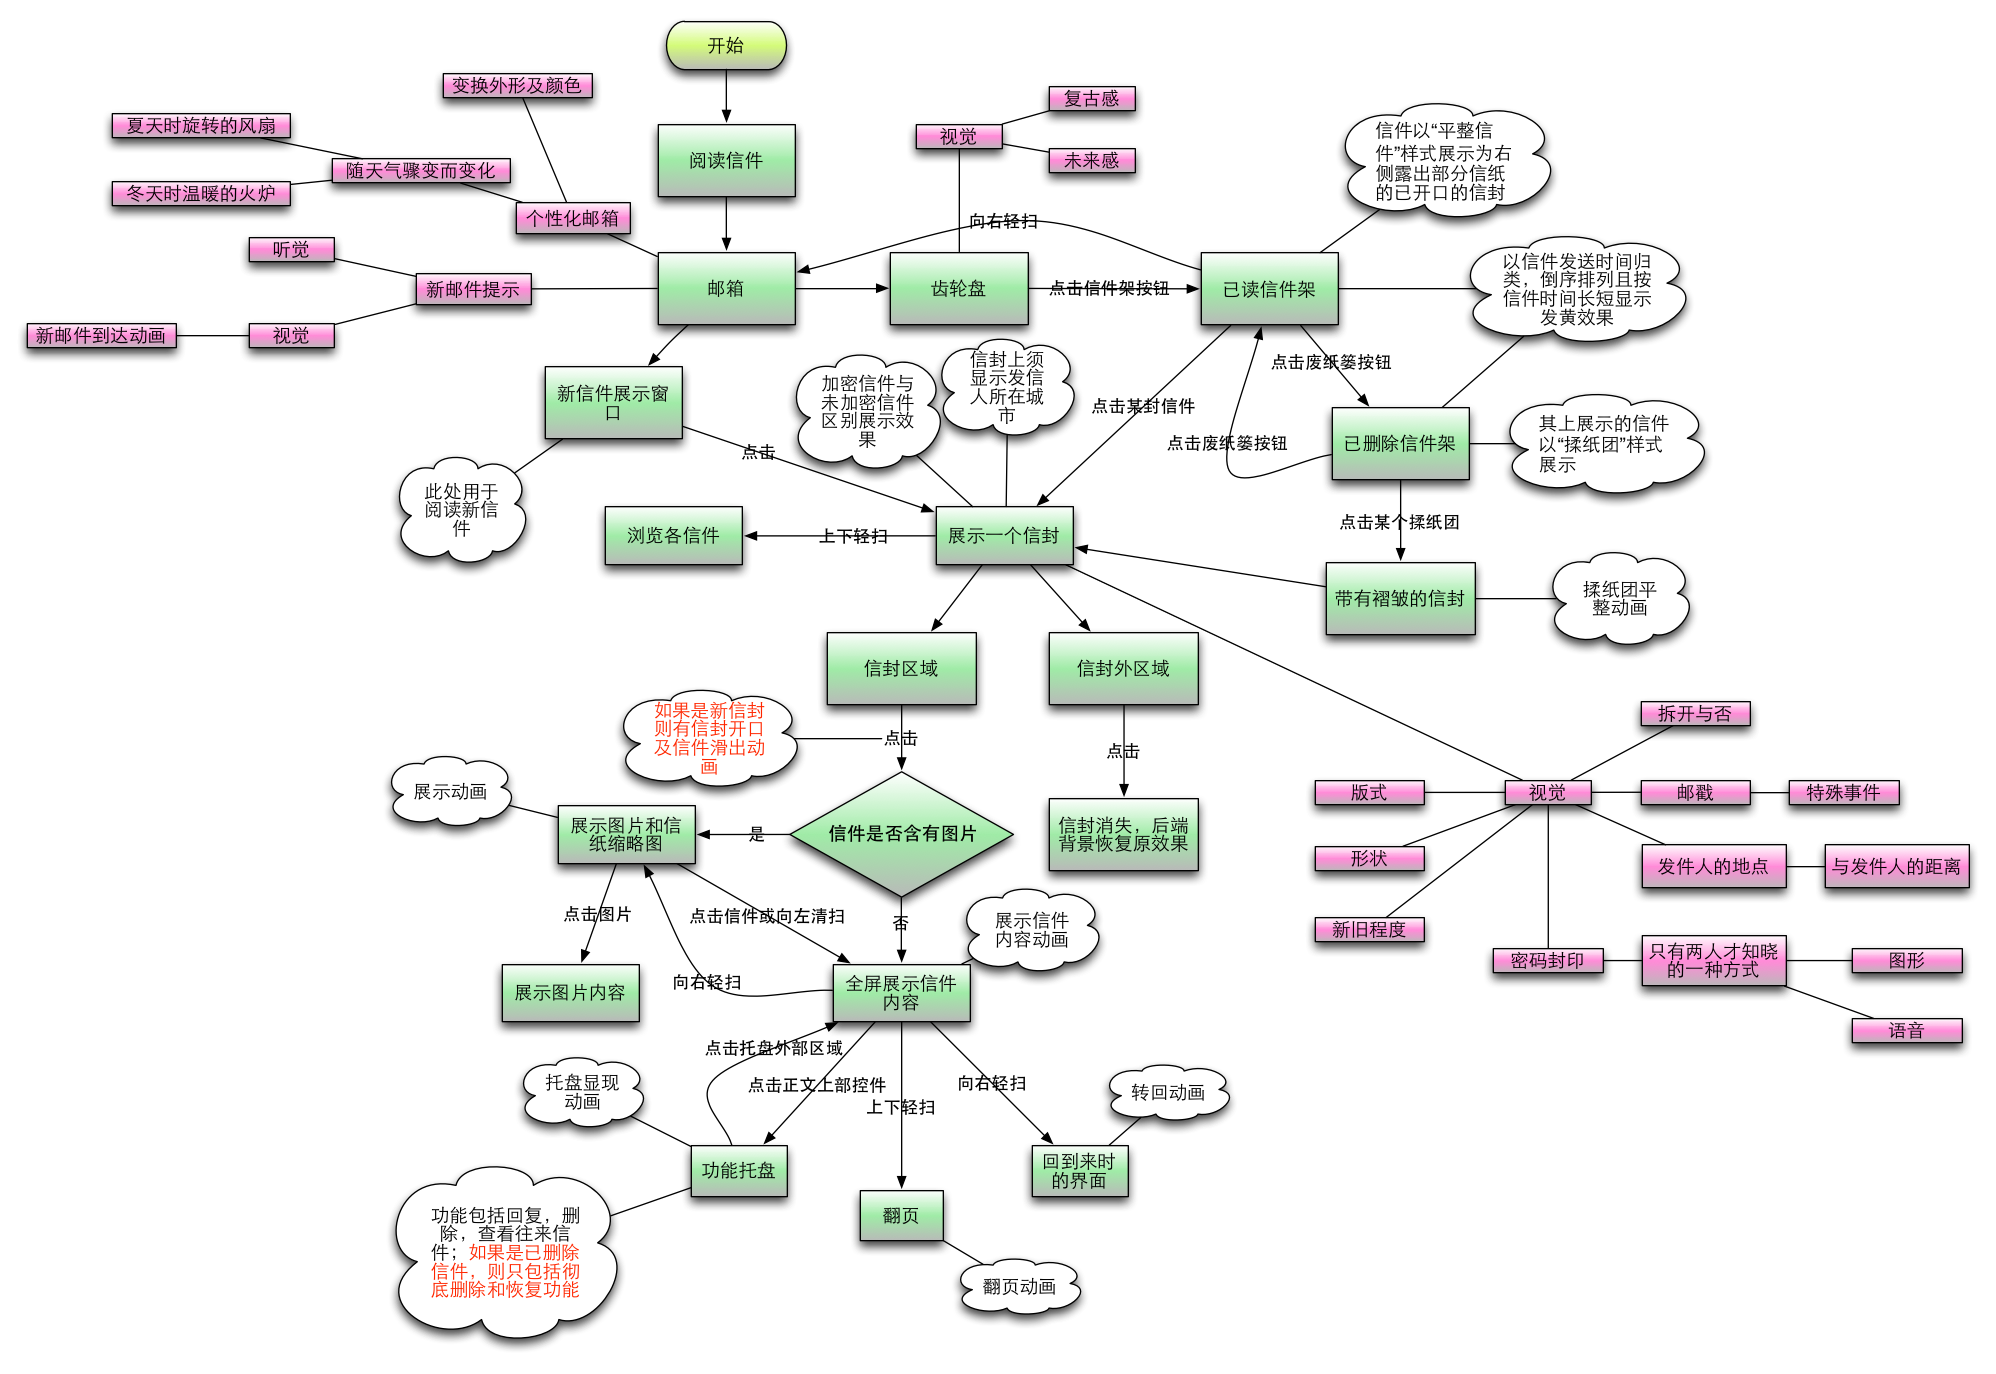 开始
变换外形及颜色
复古感
夏天时旋转的风扇
视觉
阅读信件
未来感
信件以“平整信
件”样式展示为右
侧露出部分信纸
的已开口的信封
随天气骤变而变化
冬天时温暖的火炉
个性化邮箱
向右轻扫
听觉
新邮件提示
邮箱
齿轮盘
点击信件架按钮
已读信件架
以信件发送时间归
类，倒序排列且按
信件时间长短显示
发黄效果
新邮件到达动画
视觉
点击废纸篓按钮
新信件展示窗
口
加密信件与
未加密信件
区别展示效
果
信封上须
显示发信
人所在城
市
点击某封信件
点击废纸篓按钮
已删除信件架
其上展示的信件
以“揉纸团”样式
展示
点击
此处用于
阅读新信
件
点击某个揉纸团
浏览各信件
上下轻扫
展示一个信封
带有褶皱的信封
揉纸团平
整动画
信封区域
信封外区域
如果是新信封
则有信封开口
及信件滑出动
画
点击
点击
拆开与否
展示动画
版式
视觉
邮戳
特殊事件
展示图片和信
纸缩略图
是
信件是否含有图片
信封消失，后端
背景恢复原效果
形状
发件人的地点
与发件人的距离
点击图片
点击信件或向左清扫
否
展示信件
内容动画
新旧程度
密码封印
只有两人才知晓
的一种方式
图形
展示图片内容
向右轻扫
全屏展示信件
内容
语音
点击托盘外部区域
托盘显现
动画
点击正文上部控件
上下轻扫
向右轻扫
转回动画
功能托盘
回到来时
的界面
翻页
功能包括回复，删
除，查看往来信
件；如果是已删除
信件，则只包括彻
底删除和恢复功能
翻页动画